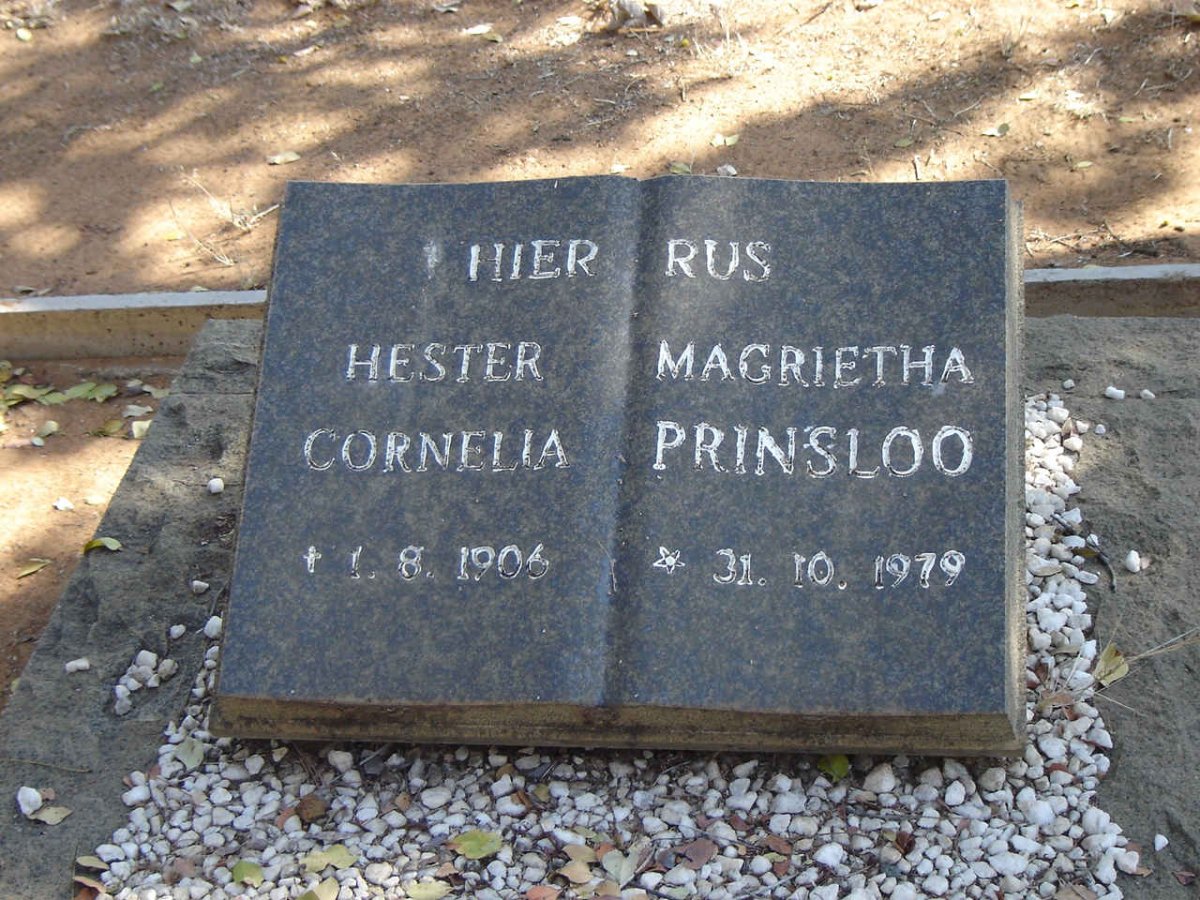 HIER RUS
HESTER MAGRIETHA
CORNELIA PRINSLOO
✝ 1. 8. 1906 ☆ 31. 10. 1979